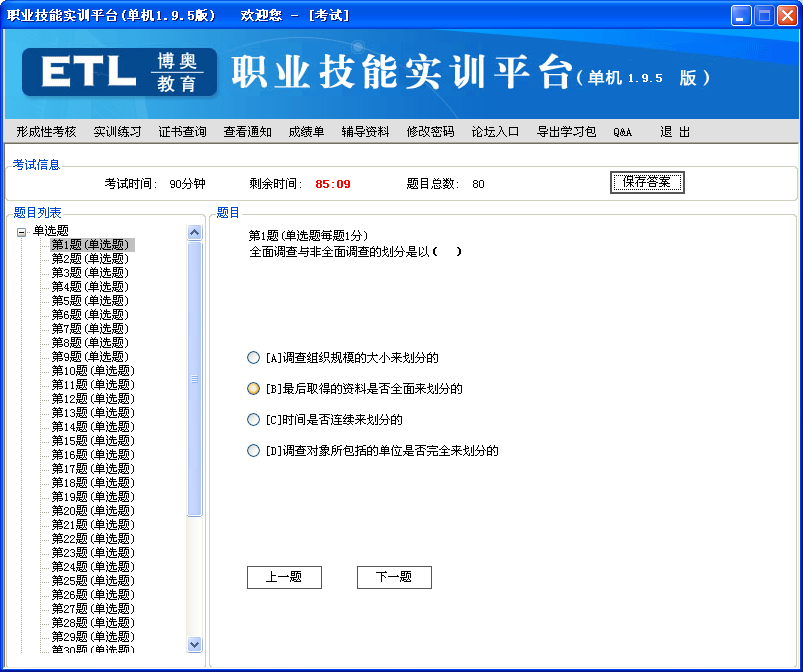 职业技能实训平台(单机1.9.5版)  欢迎您 - [考试]
ETL 博奥教育 职业技能实训平台(单机1.9.5 版)
形成性考核 实训练习 证书查询 查看通知 成绩单 辅导资料 修改密码 论坛入口 导出学习包 Q&A 退 出
考试信息
考试时间: 90分钟 剩余时间: 85:09 题目总数: 80 保存答案
题目列表
单选题
第1题(单选题)
第2题(单选题)
第3题(单选题)
第4题(单选题)
第5题(单选题)
第6题(单选题)
第7题(单选题)
第8题(单选题)
第9题(单选题)
第10题(单选题)
第11题(单选题)
第12题(单选题)
第13题(单选题)
第14题(单选题)
第15题(单选题)
第16题(单选题)
第17题(单选题)
第18题(单选题)
第19题(单选题)
第20题(单选题)
第21题(单选题)
第22题(单选题)
第23题(单选题)
第24题(单选题)
第25题(单选题)
第26题(单选题)
第27题(单选题)
第28题(单选题)
第29题(单选题)
第30题(单选题)
题目
第1题(单选题每题1分)
全面调查与非全面调查的划分是以(  )
[A]调查组织规模的大小来划分的
[B]最后取得的资料是否全面来划分的
[C]时间是否连续来划分的
[D]调查对象所包括的单位是否完全来划分的
上一题 下一题